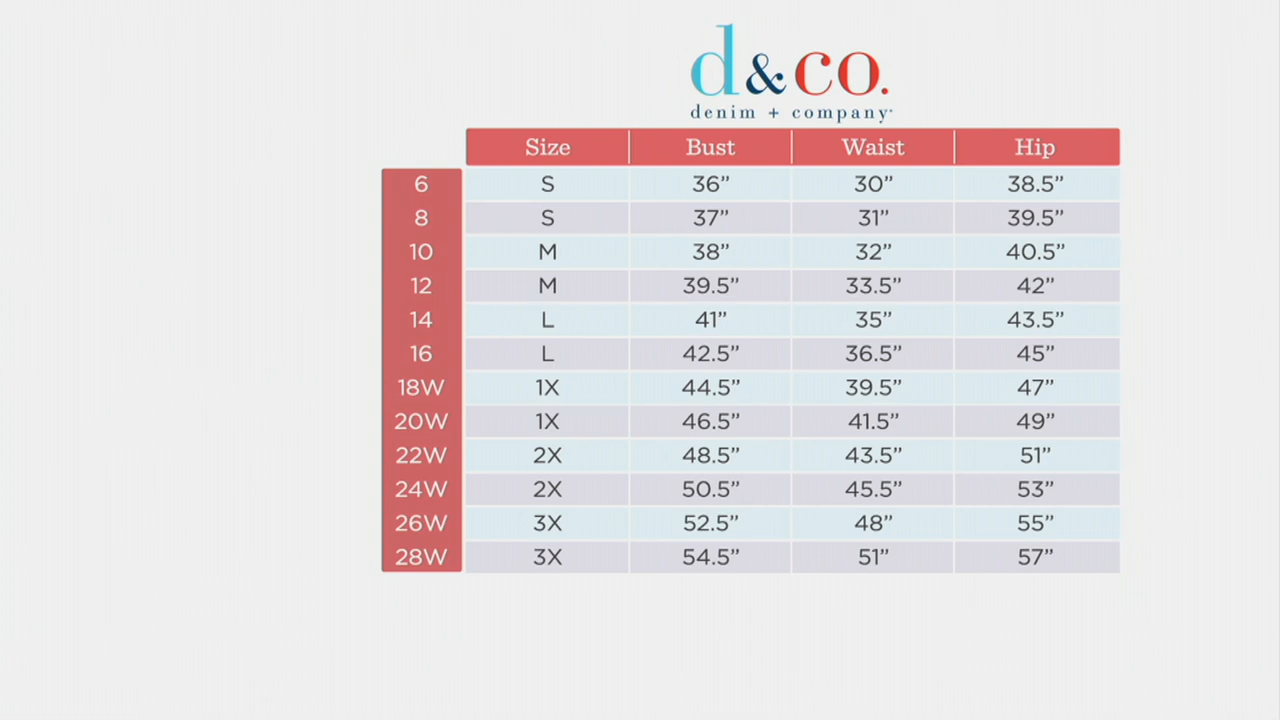 d&co.
denim + company
Size Bust Waist Hip
6 S 36” 30” 38.5”
8 S 37” 31” 39.5”
10 M 38” 32” 40.5”
12 M 39.5” 33.5” 42”
14 L 41” 35” 43.5”
16 L 42.5” 36.5” 45”
18W 1X 44.5” 39.5” 47”
20W 1X 46.5” 41.5” 49”
22W 2X 48.5” 43.5” 51”
24W 2X 50.5” 45.5” 53”
26W 3X 52.5” 48” 55”
28W 3X 54.5” 51” 57”